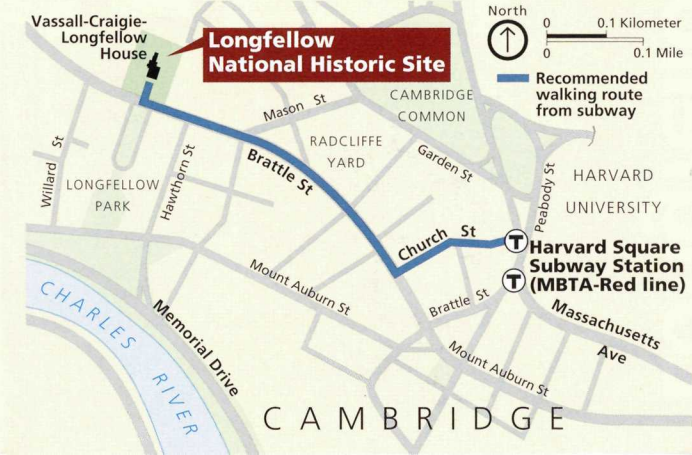 Vassall-Craigie-
Longfellow
House
Longfellow
National Historic Site
North
0 0.1 Kilometer
0 0.1 Mile
Recommended
walking route
from subway
Mason St
CAMBRIDGE
COMMON
RADCLIFFE
YARD
Garden St
Peabody St
HARVARD
UNIVERSITY
Willard St
LONGFELLOW
PARK
Hawthorn St
Brattle St
Church St
T
Harvard Square
Subway Station
(MBTA-Red line)
T
Mount Auburn St
Brattle St
Massachusetts
Ave
CHARLES RIVER
Memorial Drive
Mount Auburn St
CAMBRIDGE